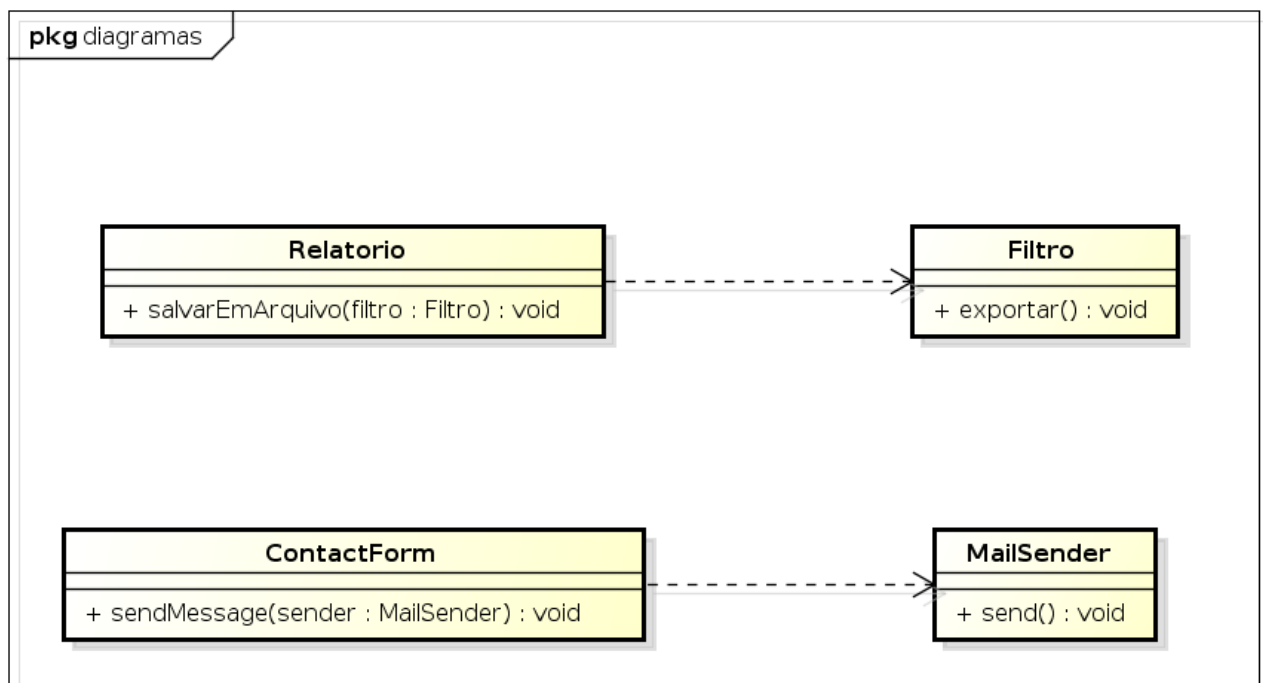 pkg diagramas
Relatorio
+ salvarEmArquivo(filtro : Filtro) : void
Filtro
+ exportar() : void
ContactForm
+ sendMessage(sender : MailSender) : void
MailSender
+ send() : void